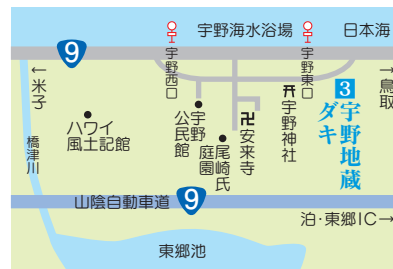 宇野海水浴場
日本海
9
宇野西口
宇野東口
←米子
→鳥取
3 宇野地蔵
ダキ
ハワイ
風土記館
橋津川
宇野
公民館
卍安来寺
尾崎氏
庭園
宇野神社
山陰自動車道
9
泊・東郷IC→
東郷池